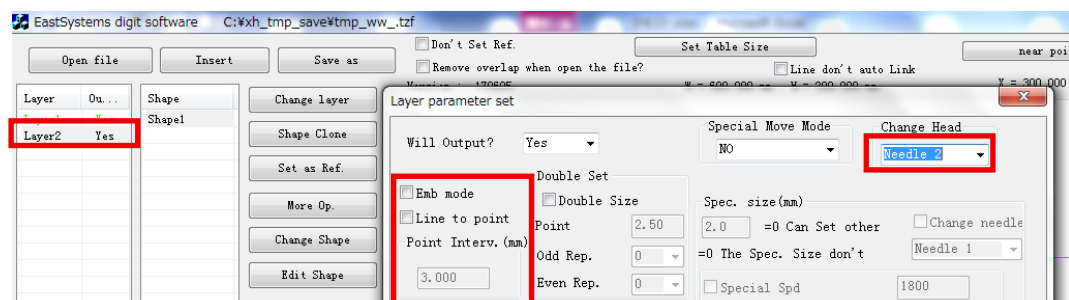 EastSystems digit software C:¥xh_tmp_save¥tmp_ww_.tzf
Open file
Insert
Save as
Don't Set Ref.
Remove overlap when open the file?
Set Table Size
Line don't auto Link
near poi
X = 300.000
Layer Ou...
Layer2 Yes
Shape
Shape1
Change layer
Shape Clone
Set as Ref.
More Op.
Change Shape
Edit Shape
Layer parameter set
Will Output? Yes
Special Move Mode
NO
Change Head
Needle 2
Emb mode
Line to point
Point Interv.(mm)
3.000
Double Set
Double Size
Point 2.50
Odd Rep. 0
Even Rep. 0
Spec. size(mm)
2.0 =0 Can Set other
=0 The Spec. Size don't
Change needle
Needle 1
Special Spd 1800